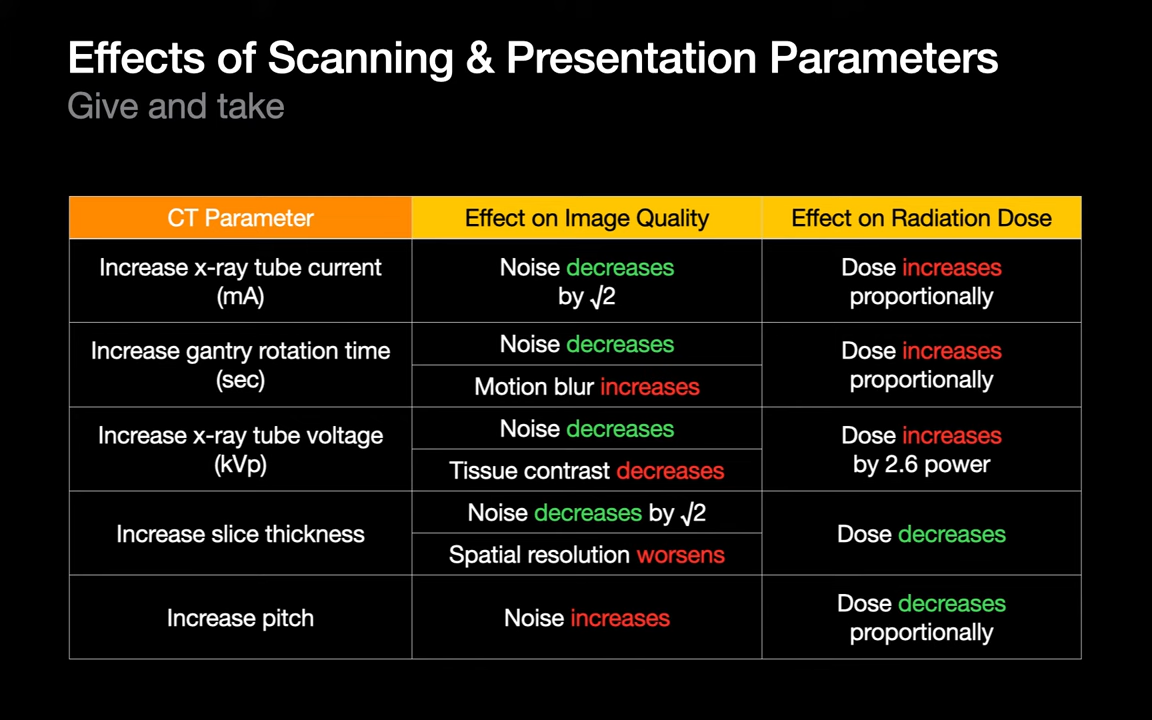 Effects of Scanning & Presentation Parameters
Give and take
CT Parameter
Effect on Image Quality
Effect on Radiation Dose
Increase x-ray tube current
(mA)
Noise decreases
by √2
Dose increases
proportionally
Increase gantry rotation time
(sec)
Noise decreases
Motion blur increases
Dose increases
proportionally
Increase x-ray tube voltage
(kVp)
Noise decreases
Tissue contrast decreases
Dose increases
by 2.6 power
Increase slice thickness
Noise decreases by √2
Spatial resolution worsens
Dose decreases
Increase pitch
Noise increases
Dose decreases
proportionally